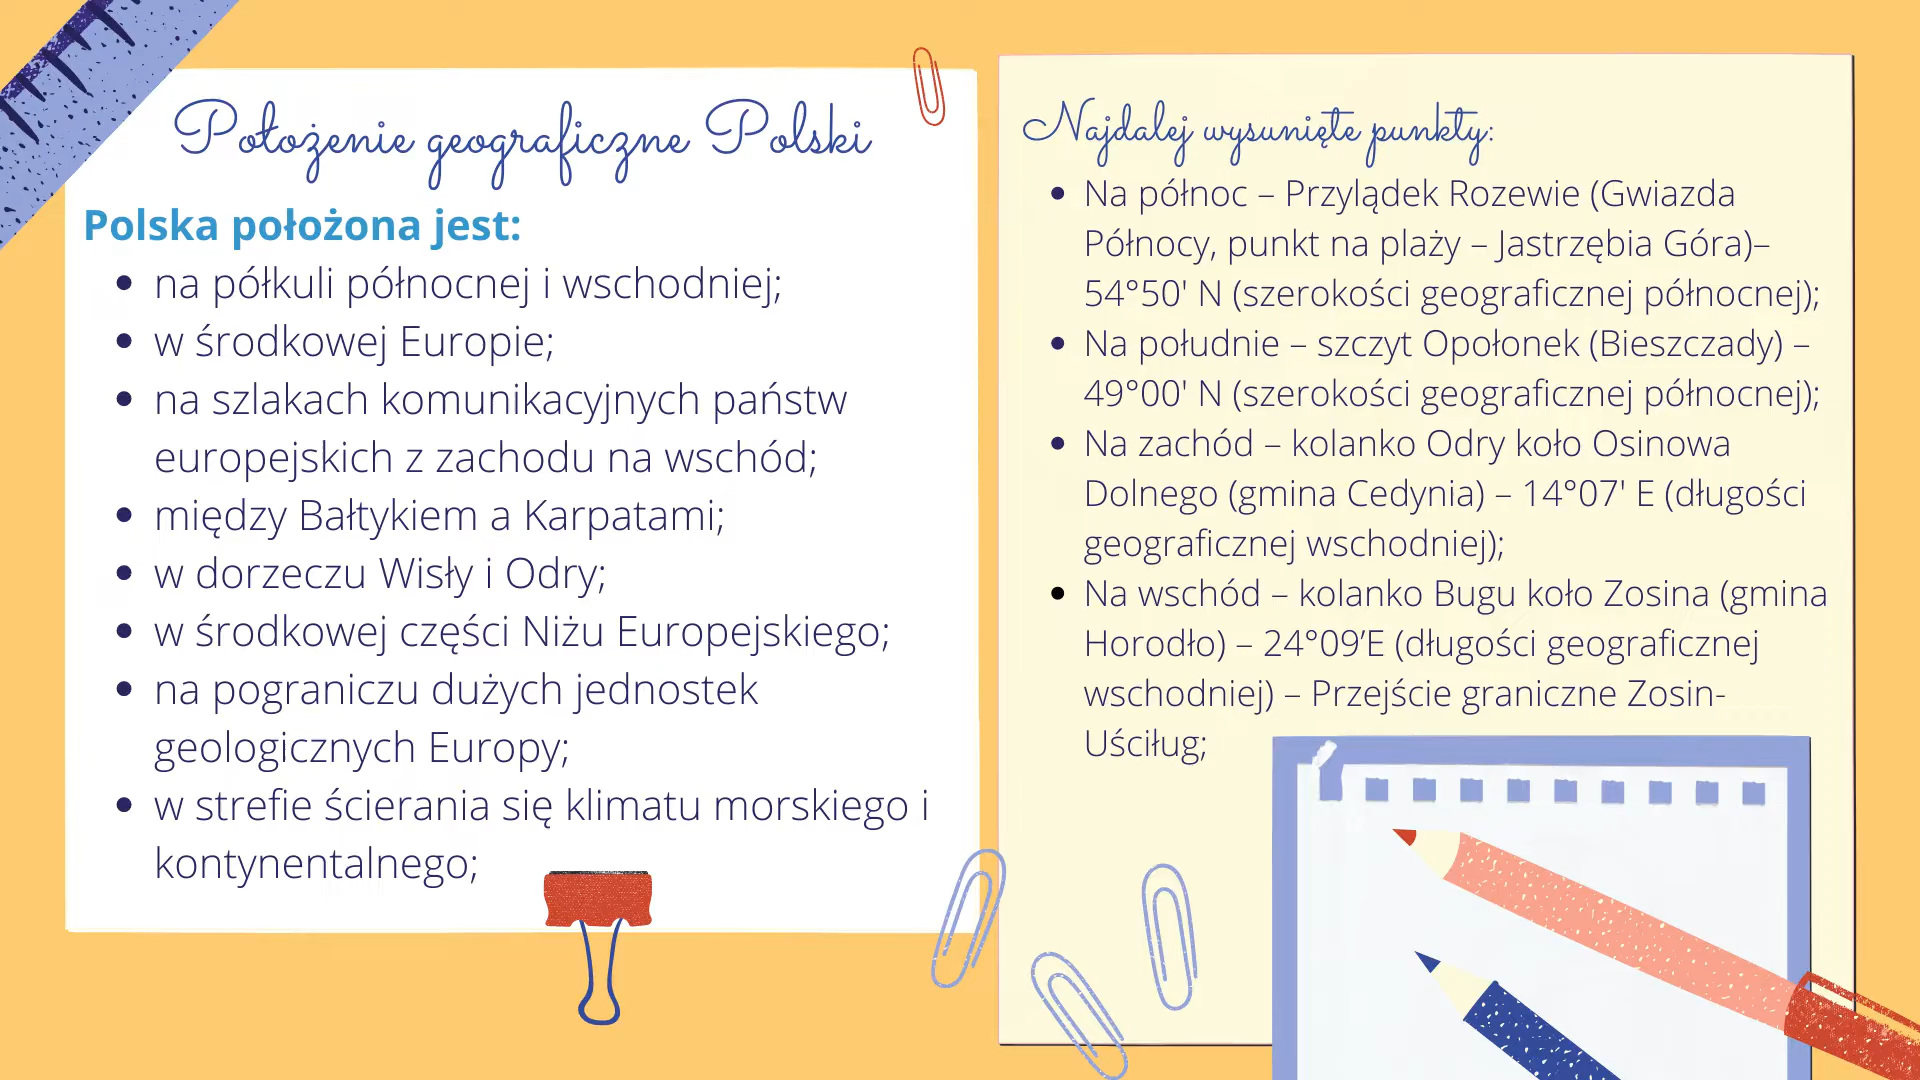 Położenie geograficzne Polski
Polska położona jest:
• na półkuli północnej i wschodniej;
• w środkowej Europie;
• na szlakach komunikacyjnych państw
europejskich z zachodu na wschód;
• między Bałtykiem a Karpatami;
• w dorzeczu Wisły i Odry;
• w środkowej części Niżu Europejskiego;
• na pograniczu dużych jednostek
geologicznych Europy;
• w strefie ścierania się klimatu morskiego i
kontynentalnego;
Najdalej wysunięte punkty:
• Na północ – Przylądek Rozewie (Gwiazda
Północy, punkt na plaży – Jastrzębia Góra)–
54°50' N (szerokości geograficznej północnej);
• Na południe – szczyt Opołonek (Bieszczady) –
49°00' N (szerokości geograficznej północnej);
• Na zachód – kolanko Odry koło Osinowa
Dolnego (gmina Cedynia) – 14°07' E (długości
geograficznej wschodniej);
• Na wschód – kolanko Bugu koło Zosina (gmina
Horodło) – 24°09’E (długości geograficznej
wschodniej) – Przejście graniczne Zosin-
Uściług;